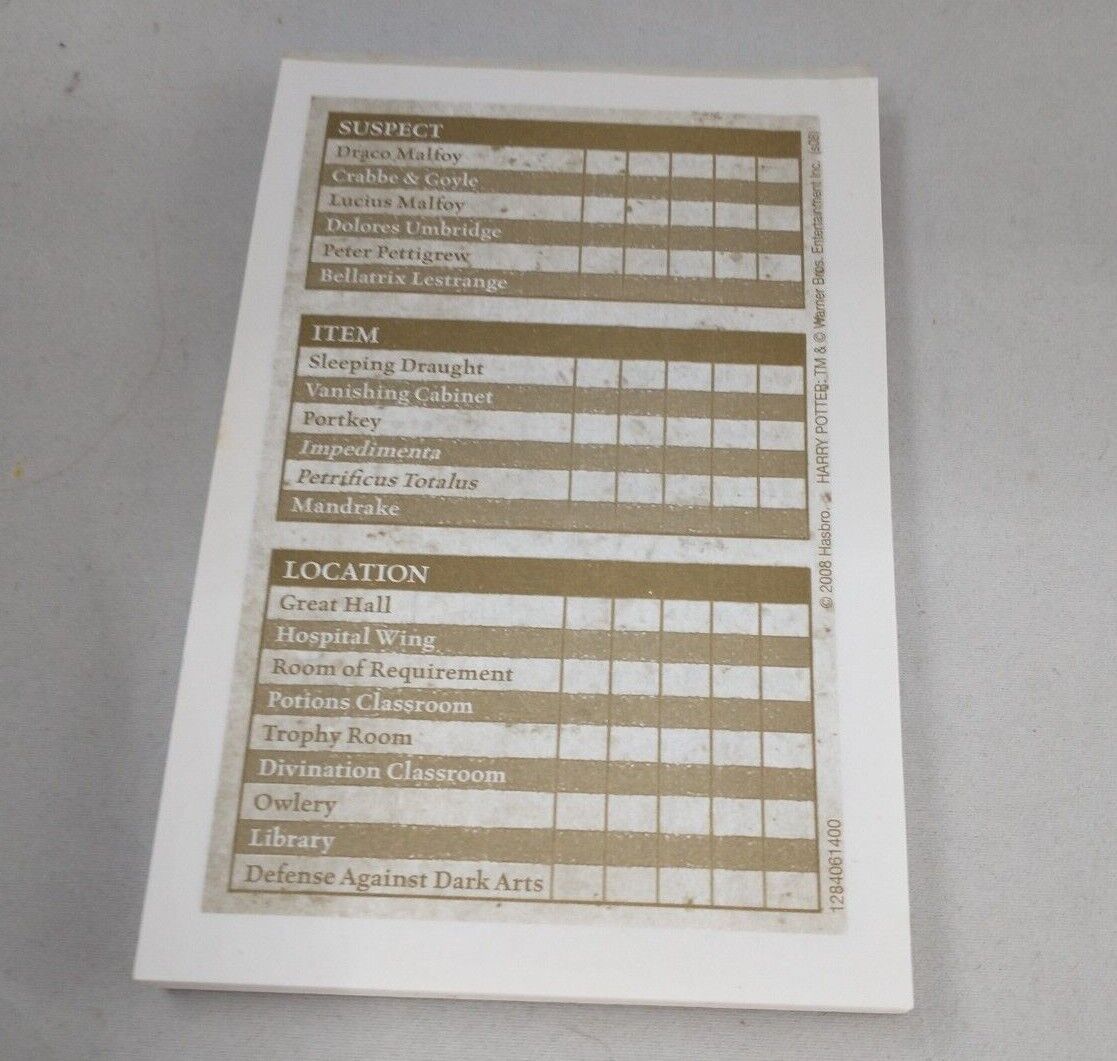 SUSPECT
Draco Malfoy
Crabbe & Goyle
Lucius Malfoy
Dolores Umbridge
Peter Pettigrew
Bellatrix Lestrange
ITEM
Sleeping Draught
Vanishing Cabinet
Portkey
Impedimenta
Petrificus Totalus
Mandrake
LOCATION
Great Hall
Hospital Wing
Room of Requirement
Potions Classroom
Trophy Room
Divination Classroom
Owlery
Library
Defense Against Dark Arts
© 2008 Hasbro. HARRY POTTER: TM & © Warner Bros. Entertainment Inc. (s08)
1284061400